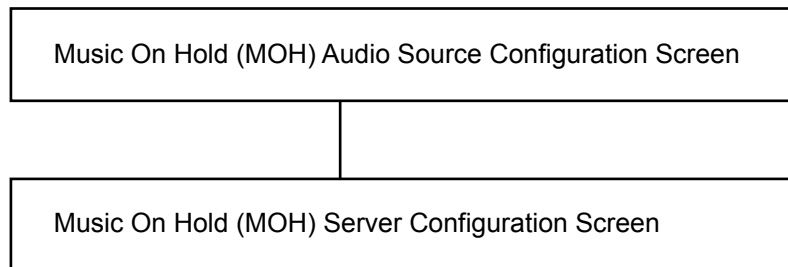 Music On Hold (MOH) Audio Source Configuration Screen
Music On Hold (MOH) Server Configuration Screen